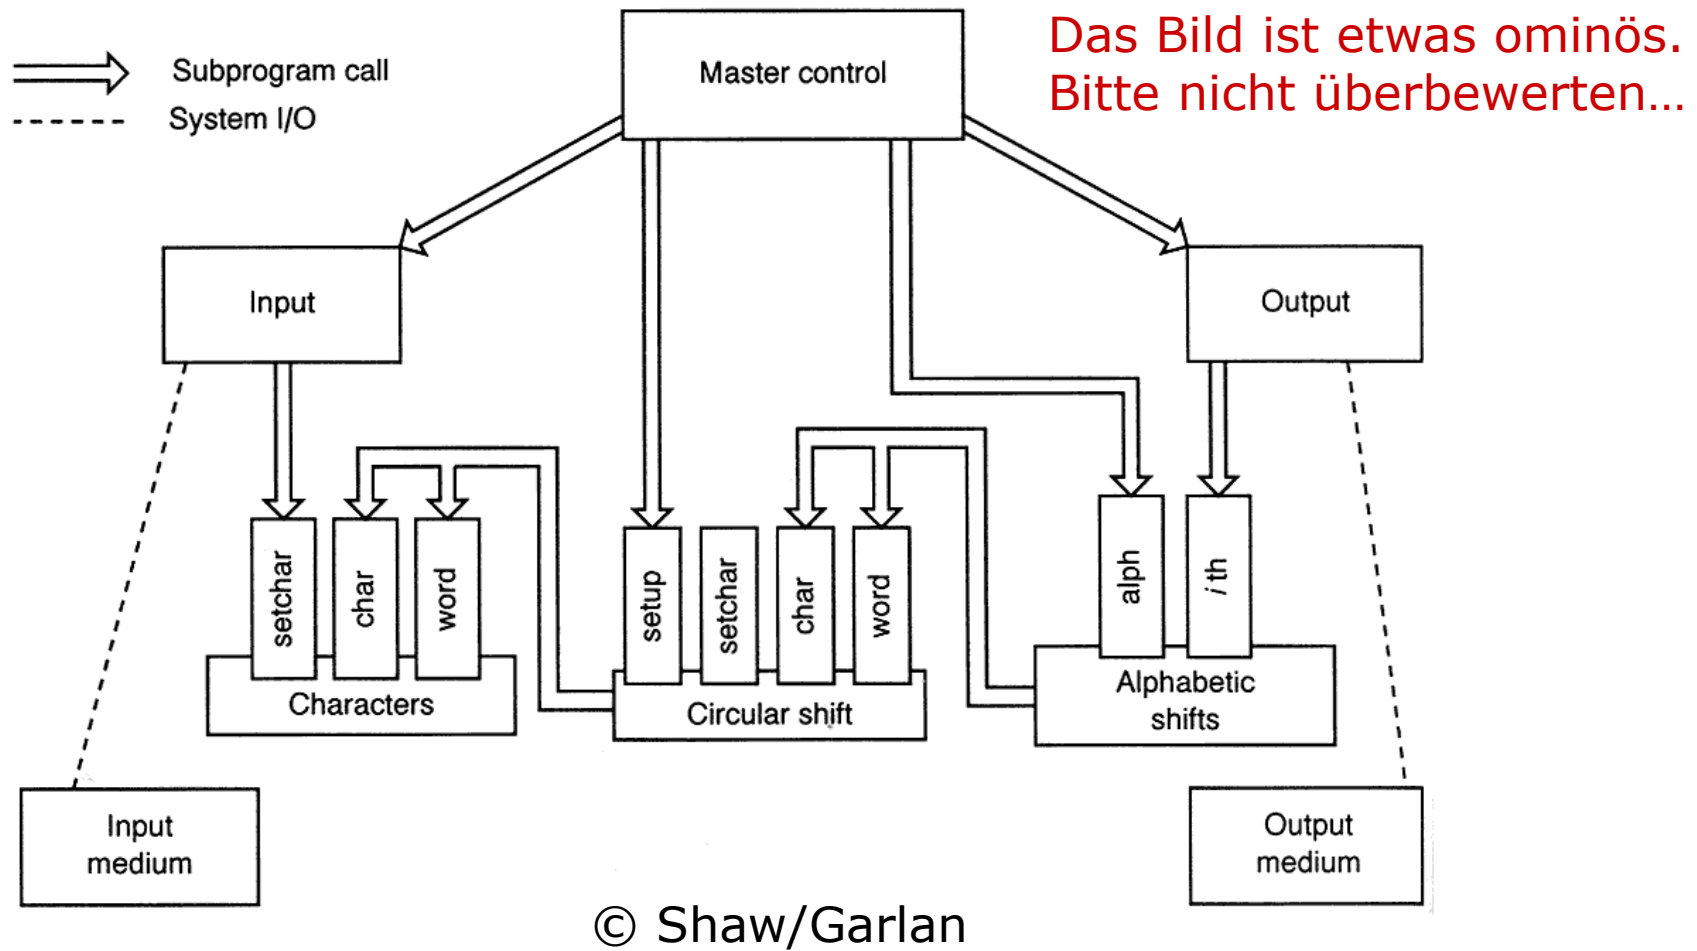 Das Bild ist etwas ominös.
Bitte nicht überbewerten...
Subprogram call
System I/O
Master control
Input
Output
setchar
char
word
Characters
setup
setchar
char
word
Circular shift
alph
i th
Alphabetic
shifts
Input
medium
Output
medium
© Shaw/Garlan